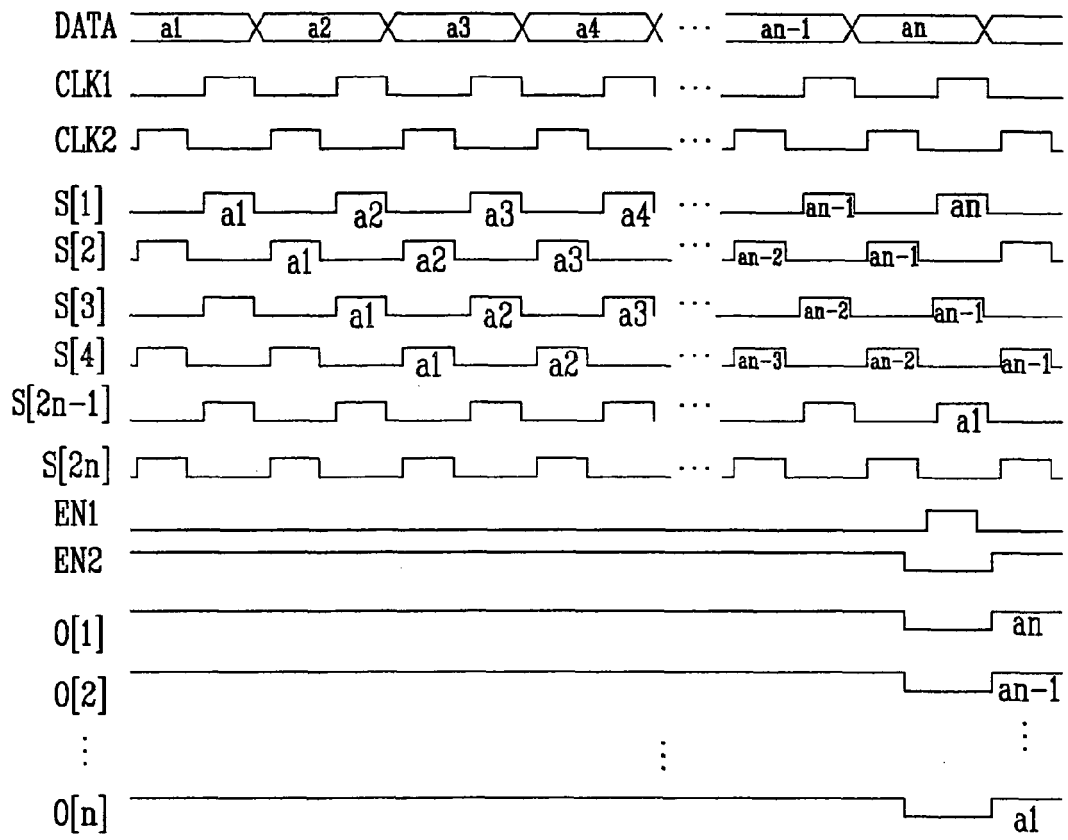 DATA a1 a2 a3 a4 ··· an-1 an
CLK1 ···
CLK2 ···
S[1] a1 a2 a3 a4 ··· an-1 an
S[2] a1 a2 a3 ··· an-2 an-1
S[3] a1 a2 a3 ··· an-2 an-1
S[4] a1 a2 ··· an-3 an-2 an-1
S[2n-1] ··· a1
S[2n] ···
EN1
EN2
O[1] an
O[2] an-1
O[n] a1